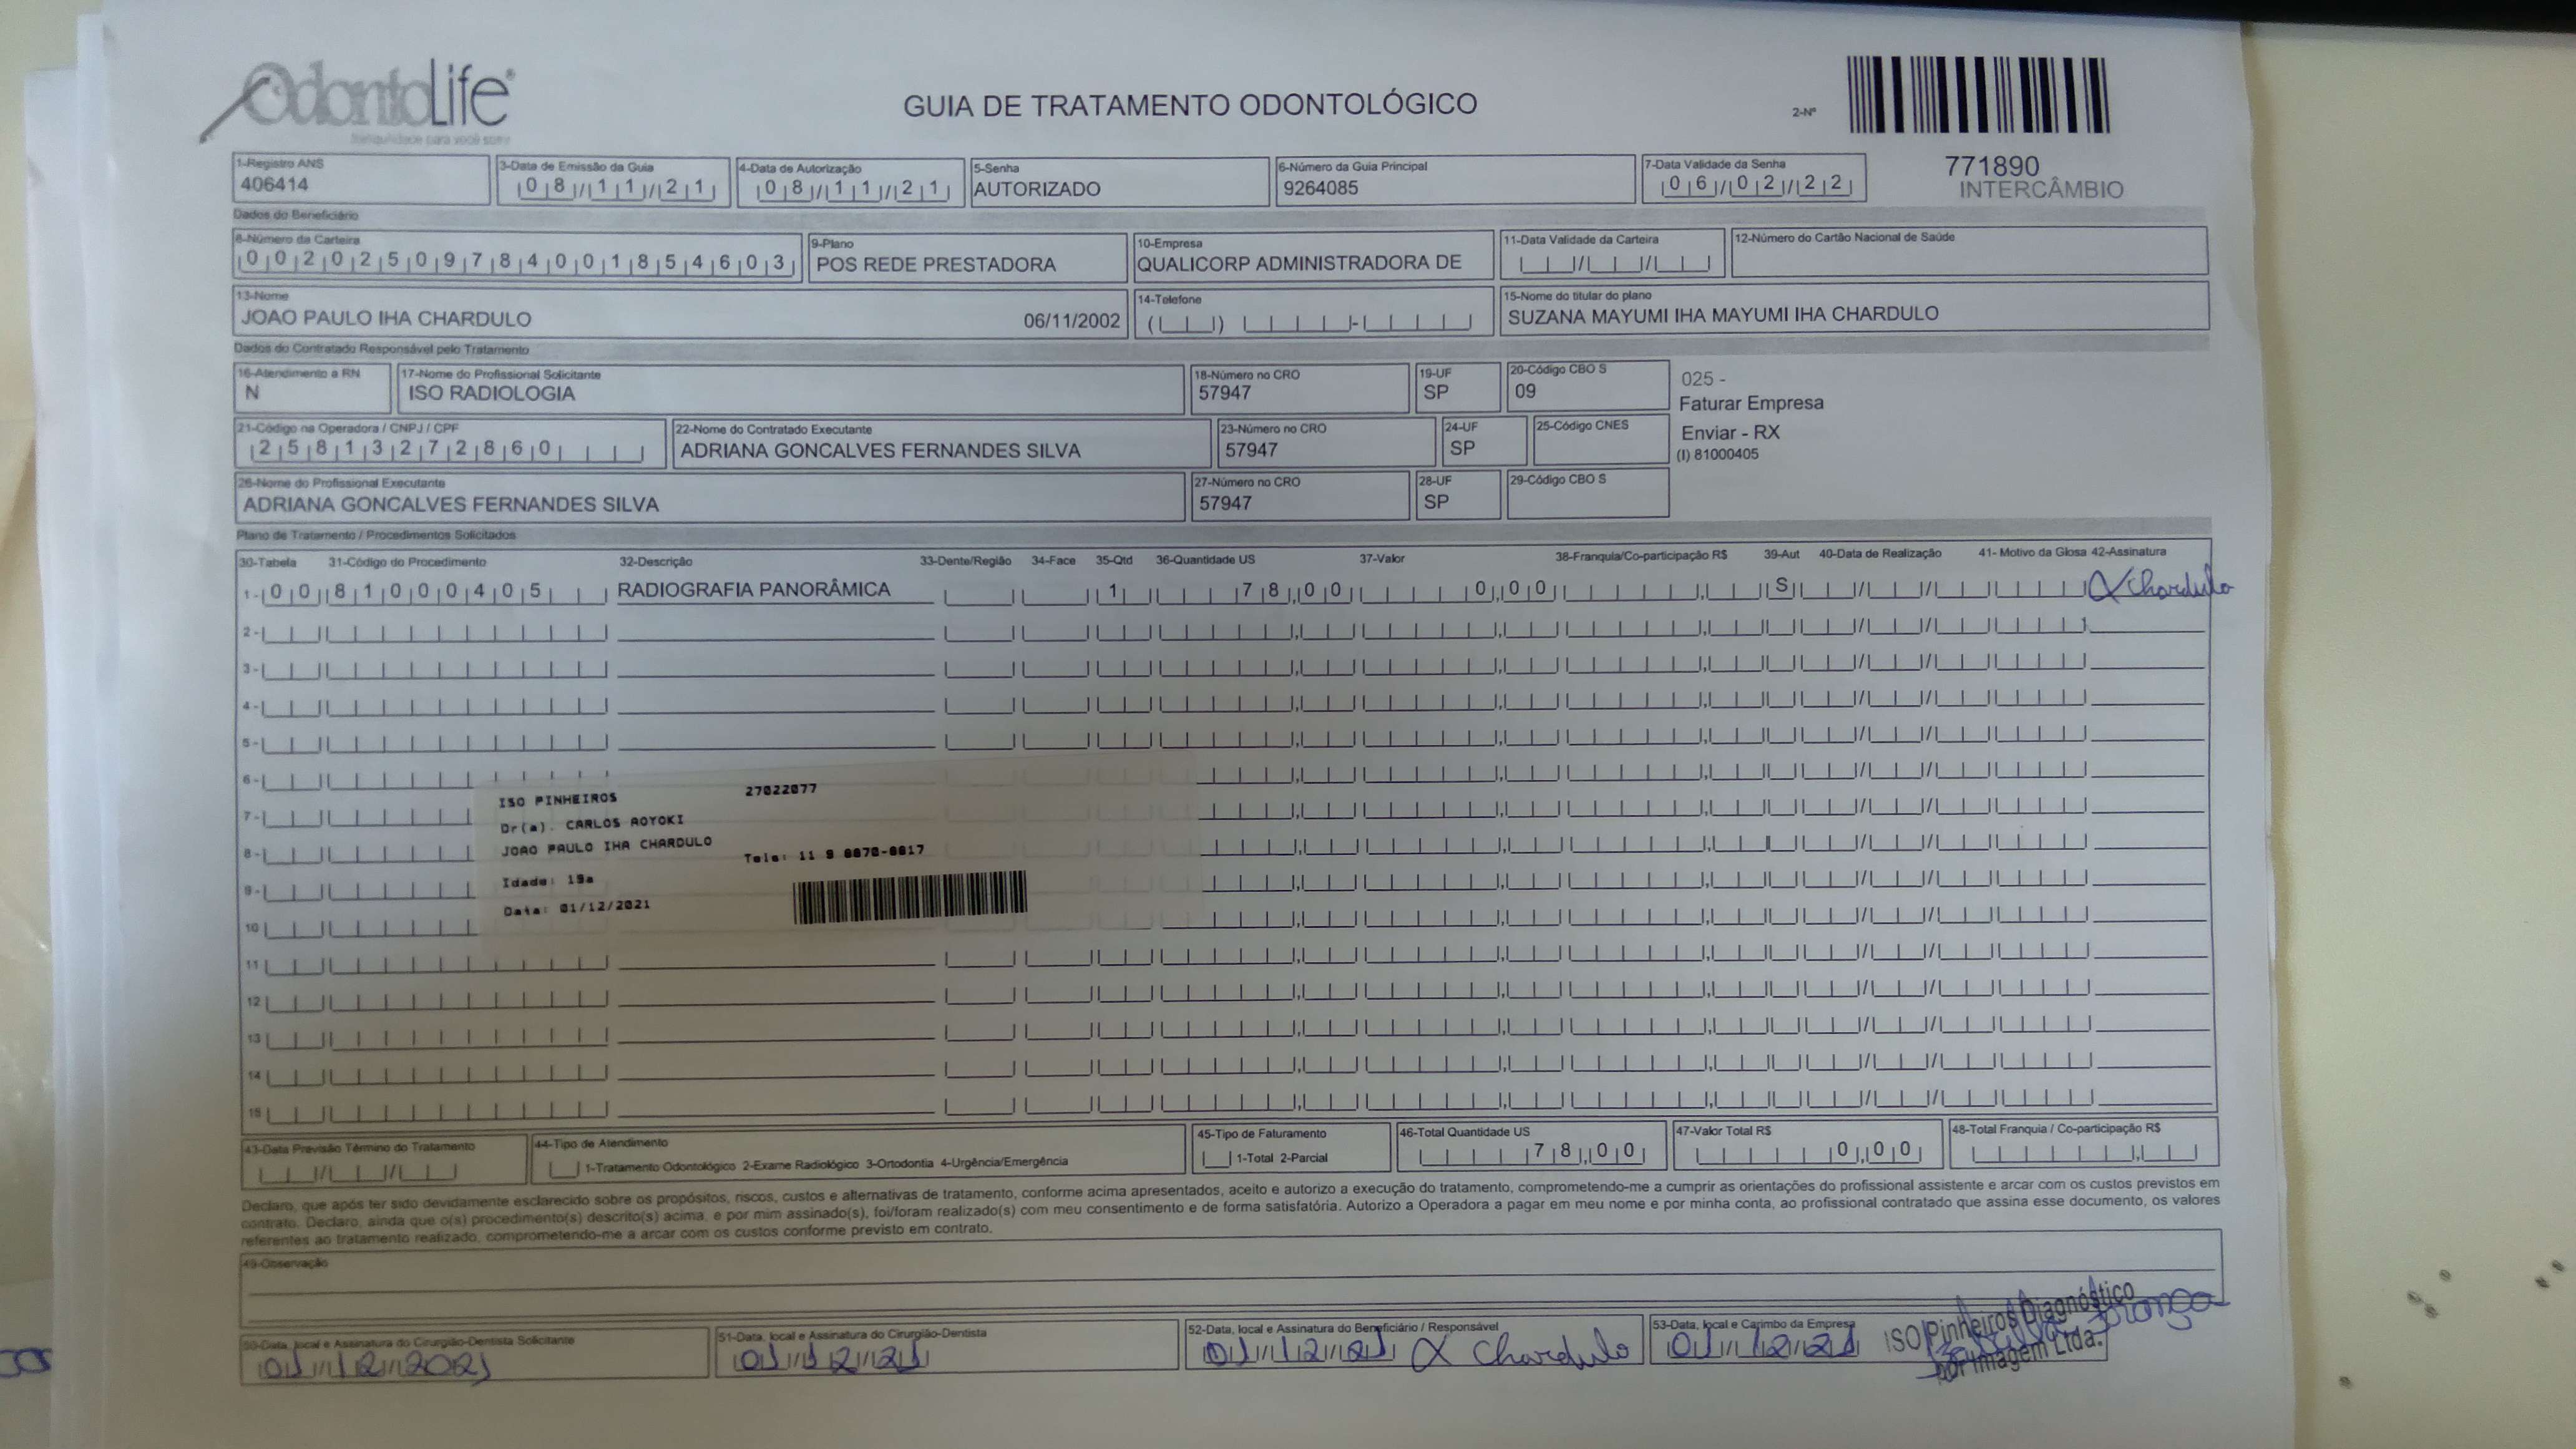 OdontoLife®
tranquilidade para você sorrir
GUIA DE TRATAMENTO ODONTOLÓGICO
2-Nº
771890
INTERCÂMBIO
1-Registro ANS
406414
3-Data de Emissão da Guia
08/11/21
4-Data de Autorização
08/11/21
5-Senha
AUTORIZADO
6-Número da Guia Principal
9264085
7-Data Validade da Senha
06/02/22
Dados do Beneficiário
8-Número da Carteira
00202509784001854603
9-Plano
POS REDE PRESTADORA
10-Empresa
QUALICORP ADMINISTRADORA DE
11-Data Validade da Carteira
12-Número do Cartão Nacional de Saúde
13-Nome
JOAO PAULO IHA CHARDULO 06/11/2002
14-Telefone
15-Nome do titular do plano
SUZANA MAYUMI IHA MAYUMI IHA CHARDULO
Dados do Contratado Responsável pelo Tratamento
16-Atendimento a RN
N
17-Nome do Profissional Solicitante
ISO RADIOLOGIA
18-Número no CRO
57947
19-UF
SP
20-Código CBO S
09
025 -
Faturar Empresa
Enviar - RX
(I) 81000405
21-Código na Operadora / CNPJ / CPF
25813272860
22-Nome do Contratado Executante
ADRIANA GONCALVES FERNANDES SILVA
23-Número no CRO
57947
24-UF
SP
25-Código CNES
26-Nome do Profissional Executante
ADRIANA GONCALVES FERNANDES SILVA
27-Número no CRO
57947
28-UF
SP
29-Código CBO S
Plano de Tratamento / Procedimentos Solicitados
30-Tabela 31-Código do Procedimento 32-Descrição 33-Dente/Região 34-Face 35-Qtd 36-Quantidade US 37-Valor 38-Franquia/Co-participação R$ 39-Aut 40-Data de Realização 41- Motivo da Glosa 42-Assinatura
1- 00 81000405 RADIOGRAFIA PANORÂMICA 1 78,00 0,00 S X Chardulo
2-
3-
4-
5-
6-
7-
8-
9-
10
11
12
13
14
15
ISO PINHEIROS 27022077
Dr(a). CARLOS AOYOKI
JOAO PAULO IHA CHARDULO
Idade: 19a
Data: 01/12/2021
43-Data Previsão Término do Tratamento
44-Tipo de Atendimento
1-Tratamento Odontológico 2-Exame Radiológico 3-Ortodontia 4-Urgência/Emergência
45-Tipo de Faturamento
1-Total 2-Parcial
46-Total Quantidade US
78,00
47-Valor Total R$
0,00
48-Total Franquia / Co-participação R$
Declaro, que após ter sido devidamente esclarecido sobre os propósitos, riscos, custos e alternativas de tratamento, conforme acima apresentados, aceito e autorizo a execução do tratamento, comprometendo-me a cumprir as orientações do profissional assistente e arcar com os custos previstos em
contrato. Declaro, ainda que o(s) procedimento(s) descrito(s) acima, e por mim assinado(s), foi/foram realizado(s) com meu consentimento e de forma satisfatória. Autorizo a Operadora a pagar em meu nome e por minha conta, ao profissional contratado que assina esse documento, os valores
referentes ao tratamento realizado, comprometendo-me a arcar com os custos conforme previsto em contrato.
49-Observação
50-Data, local e Assinatura do Cirurgião-Dentista Solicitante
01/12/2021
51-Data, local e Assinatura do Cirurgião-Dentista
01/12/21
52-Data, local e Assinatura do Beneficiário / Responsável
01/12/21 X Chardulo
53-Data, local e Carimbo da Empresa
01/12/21
ISO Pinheiros Diagnóstico
por Imagem Ltda.